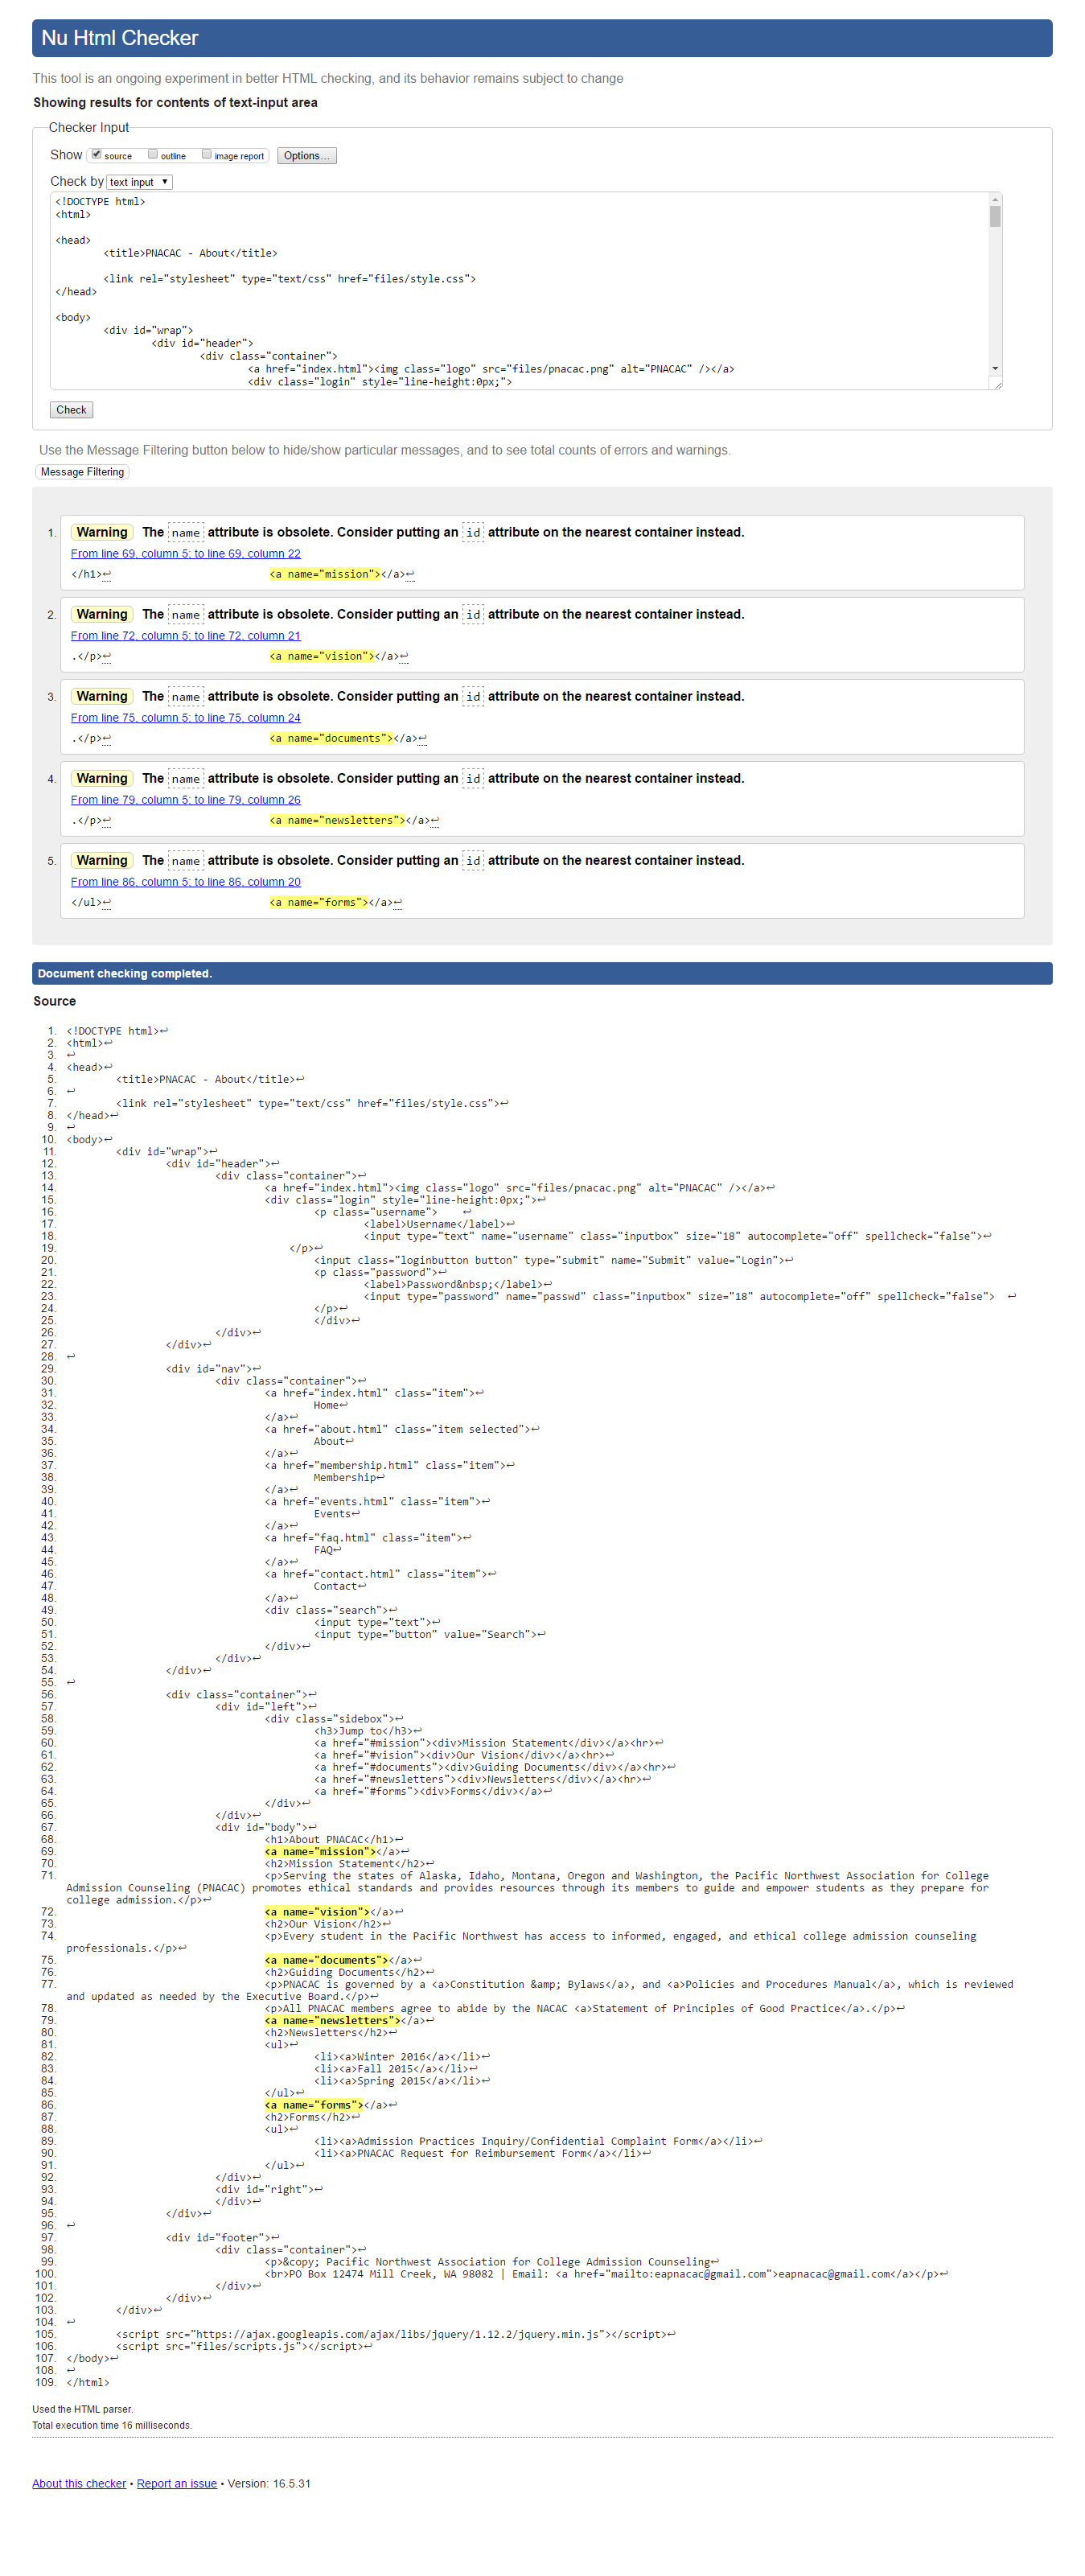 Nu Html Checker
This tool is an ongoing experiment in better HTML checking, and its behavior remains subject to change
Showing results for contents of text-input area
Checker Input
Show source outline image report Options...
Check by text input
<!DOCTYPE html>
<html>
<head>
<title>PNACAC - About</title>
<link rel="stylesheet" type="text/css" href="files/style.css">
</head>
<body>
<div id="wrap">
<div id="header">
<div class="container">
<a href="index.html"><img class="logo" src="files/pnacac.png" alt="PNACAC" /></a>
<div class="login" style="line-height:0px;">
Check
Use the Message Filtering button below to hide/show particular messages, and to see total counts of errors and warnings.
Message Filtering
1. Warning The name attribute is obsolete. Consider putting an id attribute on the nearest container instead.
From line 69, column 5; to line 69, column 22
</h1>↩ <a name="mission"></a>↩
2. Warning The name attribute is obsolete. Consider putting an id attribute on the nearest container instead.
From line 72, column 5; to line 72, column 21
.</p>↩ <a name="vision"></a>↩
3. Warning The name attribute is obsolete. Consider putting an id attribute on the nearest container instead.
From line 75, column 5; to line 75, column 24
.</p>↩ <a name="documents"></a>↩
4. Warning The name attribute is obsolete. Consider putting an id attribute on the nearest container instead.
From line 79, column 5; to line 79, column 26
.</p>↩ <a name="newsletters"></a>↩
5. Warning The name attribute is obsolete. Consider putting an id attribute on the nearest container instead.
From line 86, column 5; to line 86, column 20
</ul>↩ <a name="forms"></a>↩
Document checking completed.
Source
1. <!DOCTYPE html>↩
2. <html>↩
3. ↩
4. <head>↩
5. <title>PNACAC - About</title>↩
6. ↩
7. <link rel="stylesheet" type="text/css" href="files/style.css">↩
8. </head>↩
9. ↩
10. <body>↩
11. <div id="wrap">↩
12. <div id="header">↩
13. <div class="container">↩
14. <a href="index.html"><img class="logo" src="files/pnacac.png" alt="PNACAC" /></a>↩
15. <div class="login" style="line-height:0px;">↩
16. <p class="username"> ↩
17. <label>Username</label>↩
18. <input type="text" name="username" class="inputbox" size="18" autocomplete="off" spellcheck="false">↩
19. </p>↩
20. <input class="loginbutton button" type="submit" name="Submit" value="Login">↩
21. <p class="password">↩
22. <label>Password&nbsp;</label>↩
23. <input type="password" name="passwd" class="inputbox" size="18" autocomplete="off" spellcheck="false"> ↩
24. </p>↩
25. </div>↩
26. </div>↩
27. </div>↩
28. ↩
29. <div id="nav">↩
30. <div class="container">↩
31. <a href="index.html" class="item">↩
32. Home↩
33. </a>↩
34. <a href="about.html" class="item selected">↩
35. About↩
36. </a>↩
37. <a href="membership.html" class="item">↩
38. Membership↩
39. </a>↩
40. <a href="events.html" class="item">↩
41. Events↩
42. </a>↩
43. <a href="faq.html" class="item">↩
44. FAQ↩
45. </a>↩
46. <a href="contact.html" class="item">↩
47. Contact↩
48. </a>↩
49. <div class="search">↩
50. <input type="text">↩
51. <input type="button" value="Search">↩
52. </div>↩
53. </div>↩
54. </div>↩
55. ↩
56. <div class="container">↩
57. <div id="left">↩
58. <div class="sidebox">↩
59. <h3>Jump to</h3>↩
60. <a href="#mission"><div>Mission Statement</div></a><hr>↩
61. <a href="#vision"><div>Our Vision</div></a><hr>↩
62. <a href="#documents"><div>Guiding Documents</div></a><hr>↩
63. <a href="#newsletters"><div>Newsletters</div></a><hr>↩
64. <a href="#forms"><div>Forms</div></a>↩
65. </div>↩
66. </div>↩
67. <div id="body">↩
68. <h1>About PNACAC</h1>↩
69. <a name="mission"></a>↩
70. <h2>Mission Statement</h2>↩
71. <p>Serving the states of Alaska, Idaho, Montana, Oregon and Washington, the Pacific Northwest Association for College
Admission Counseling (PNACAC) promotes ethical standards and provides resources through its members to guide and empower students as they prepare for
college admission.</p>↩
72. <a name="vision"></a>↩
73. <h2>Our Vision</h2>↩
74. <p>Every student in the Pacific Northwest has access to informed, engaged, and ethical college admission counseling
professionals.</p>↩
75. <a name="documents"></a>↩
76. <h2>Guiding Documents</h2>↩
77. <p>PNACAC is governed by a <a>Constitution &amp; Bylaws</a>, and <a>Policies and Procedures Manual</a>, which is reviewed
and updated as needed by the Executive Board.</p>↩
78. <p>All PNACAC members agree to abide by the NACAC <a>Statement of Principles of Good Practice</a>.</p>↩
79. <a name="newsletters"></a>↩
80. <h2>Newsletters</h2>↩
81. <ul>↩
82. <li><a>Winter 2016</a></li>↩
83. <li><a>Fall 2015</a></li>↩
84. <li><a>Spring 2015</a></li>↩
85. </ul>↩
86. <a name="forms"></a>↩
87. <h2>Forms</h2>↩
88. <ul>↩
89. <li><a>Admission Practices Inquiry/Confidential Complaint Form</a></li>↩
90. <li><a>PNACAC Request for Reimbursement Form</a></li>↩
91. </ul>↩
92. </div>↩
93. <div id="right">↩
94. </div>↩
95. </div>↩
96. ↩
97. <div id="footer">↩
98. <div class="container">↩
99. <p>&copy; Pacific Northwest Association for College Admission Counseling↩
100. <br>PO Box 12474 Mill Creek, WA 98082 | Email: <a href="mailto:eapnacac@gmail.com">eapnacac@gmail.com</a></p>↩
101. </div>↩
102. </div>↩
103. </div>↩
104. ↩
105. <script src="https://ajax.googleapis.com/ajax/libs/jquery/1.12.2/jquery.min.js"></script>↩
106. <script src="files/scripts.js"></script>↩
107. </body>↩
108. ↩
109. </html>
Used the HTML parser.
Total execution time 16 milliseconds.
About this checker • Report an issue • Version: 16.5.31